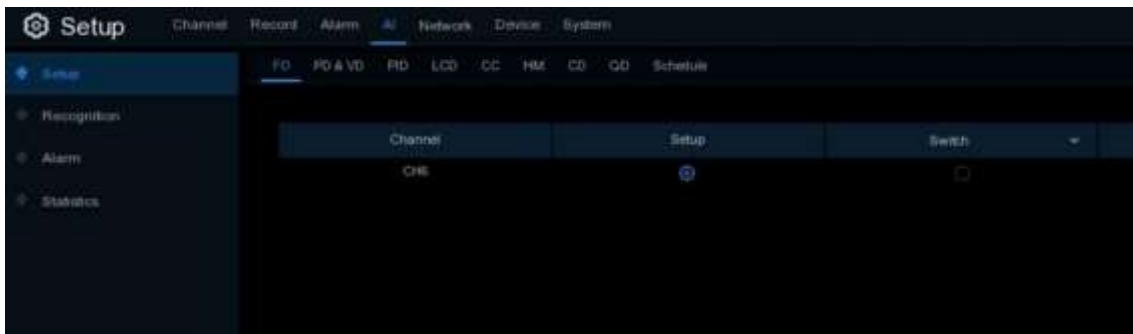 Setup Channel Record Alarm AI Network Device System
Setup FD PD & VD PID LCD CC HM CD QD Schedule
Recognition
Channel Setup Switch
Alarm
CH6
Statistics